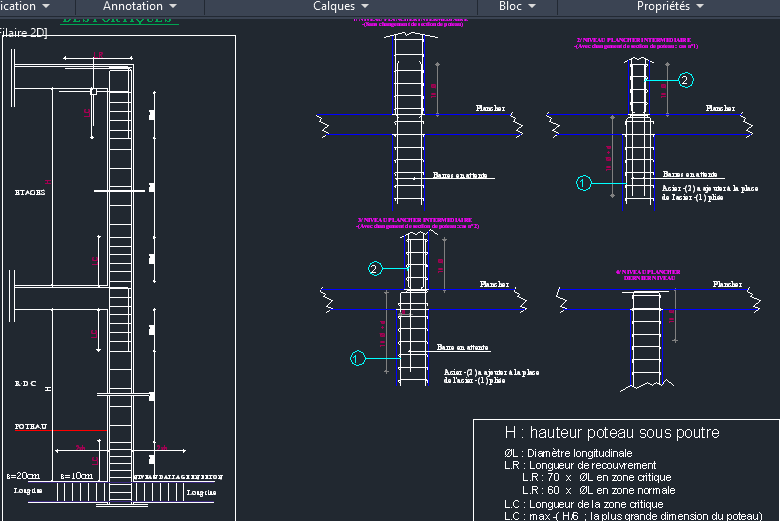 ication
Annotation
Calques
Bloc
Propriétés
filaire 2D]
DES PORTIQUES
-(Sans changement de section de poteau)
2/NIVEAU PLANCHER INTERMEDIAIRE
-(Avec changement de section de poteau : cas n°1)
2
Plancher
Plancher
Barres en attente
Barres en attente
1
Acier-(2) a ajouter à la place
de l'acier-(1) pliée
ETAGES
H
3/NIVEAU PLANCHER INTERMEDIAIRE
-(Avec changement de section de poteau : cas n°2)
2
Plancher
4/NIVEAU PLANCHER
DERNIER NIVEAU
Plancher
Barre en attente
1
Acier-(2) a ajouter à la place
de l'acier-(1) pliée
R.D.C
H
POTEAU
s=20cm
s=10cm
Longrine
Longrine
H : hauteur poteau sous poutre
ØL : Diamètre longitudinale
L.R : Longueur de recouvrement
L.R : 70 x ØL en zone critique
L.R : 60 x ØL en zone normale
L.C : Longueur de la zone critique
L.C : max -( H/6 ; la plus grande dimension du poteau)